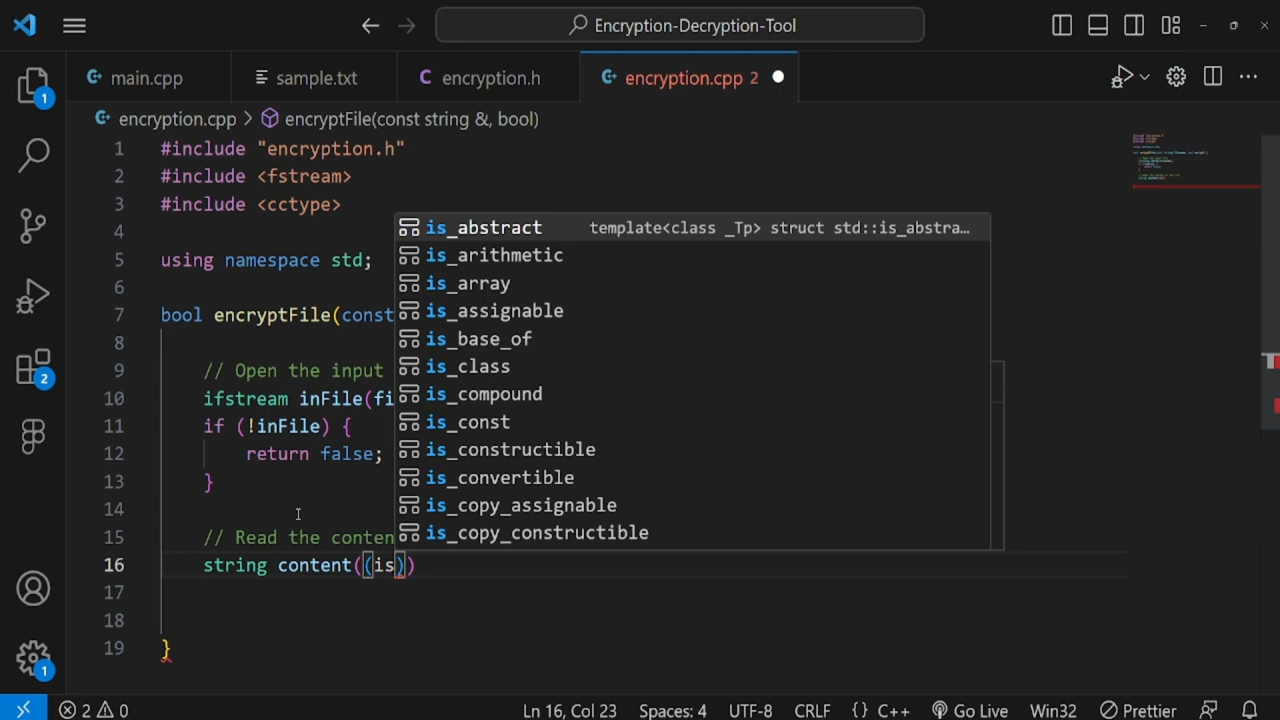 Encryption-Decryption-Tool
main.cpp
sample.txt
encryption.h
encryption.cpp 2
encryption.cpp > encryptFile(const string &, bool)
1 #include "encryption.h"
2 #include <fstream>
3 #include <cctype>
4
5 using namespace std;
6
7 bool encryptFile(const
8
9 // Open the input
10 ifstream inFile(fi
11 if (!inFile) {
12 return false;
13 }
14
15 // Read the conten
16 string content((is))
17
18
19 }
is_abstract template<class _Tp> struct std::is_abstra…
is_arithmetic
is_array
is_assignable
is_base_of
is_class
is_compound
is_const
is_constructible
is_convertible
is_copy_assignable
is_copy_constructible
1
2
1
2 0 Ln 16, Col 23 Spaces: 4 UTF-8 CRLF {} C++ Go Live Win32 Prettier